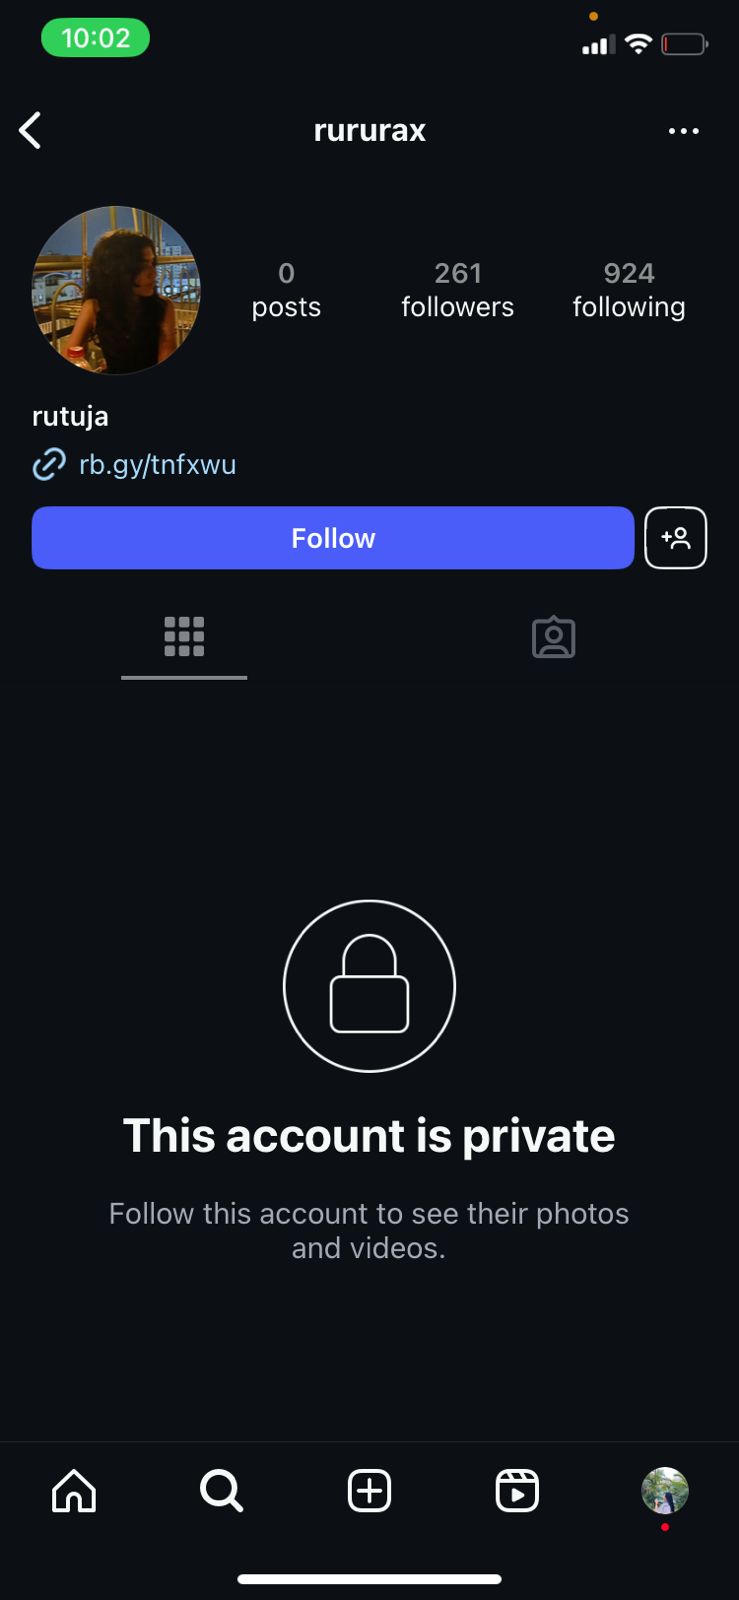 10:02
rururax
0 261 924
posts followers following
rutuja
rb.gy/tnfxwu
Follow
This account is private
Follow this account to see their photos
and videos.